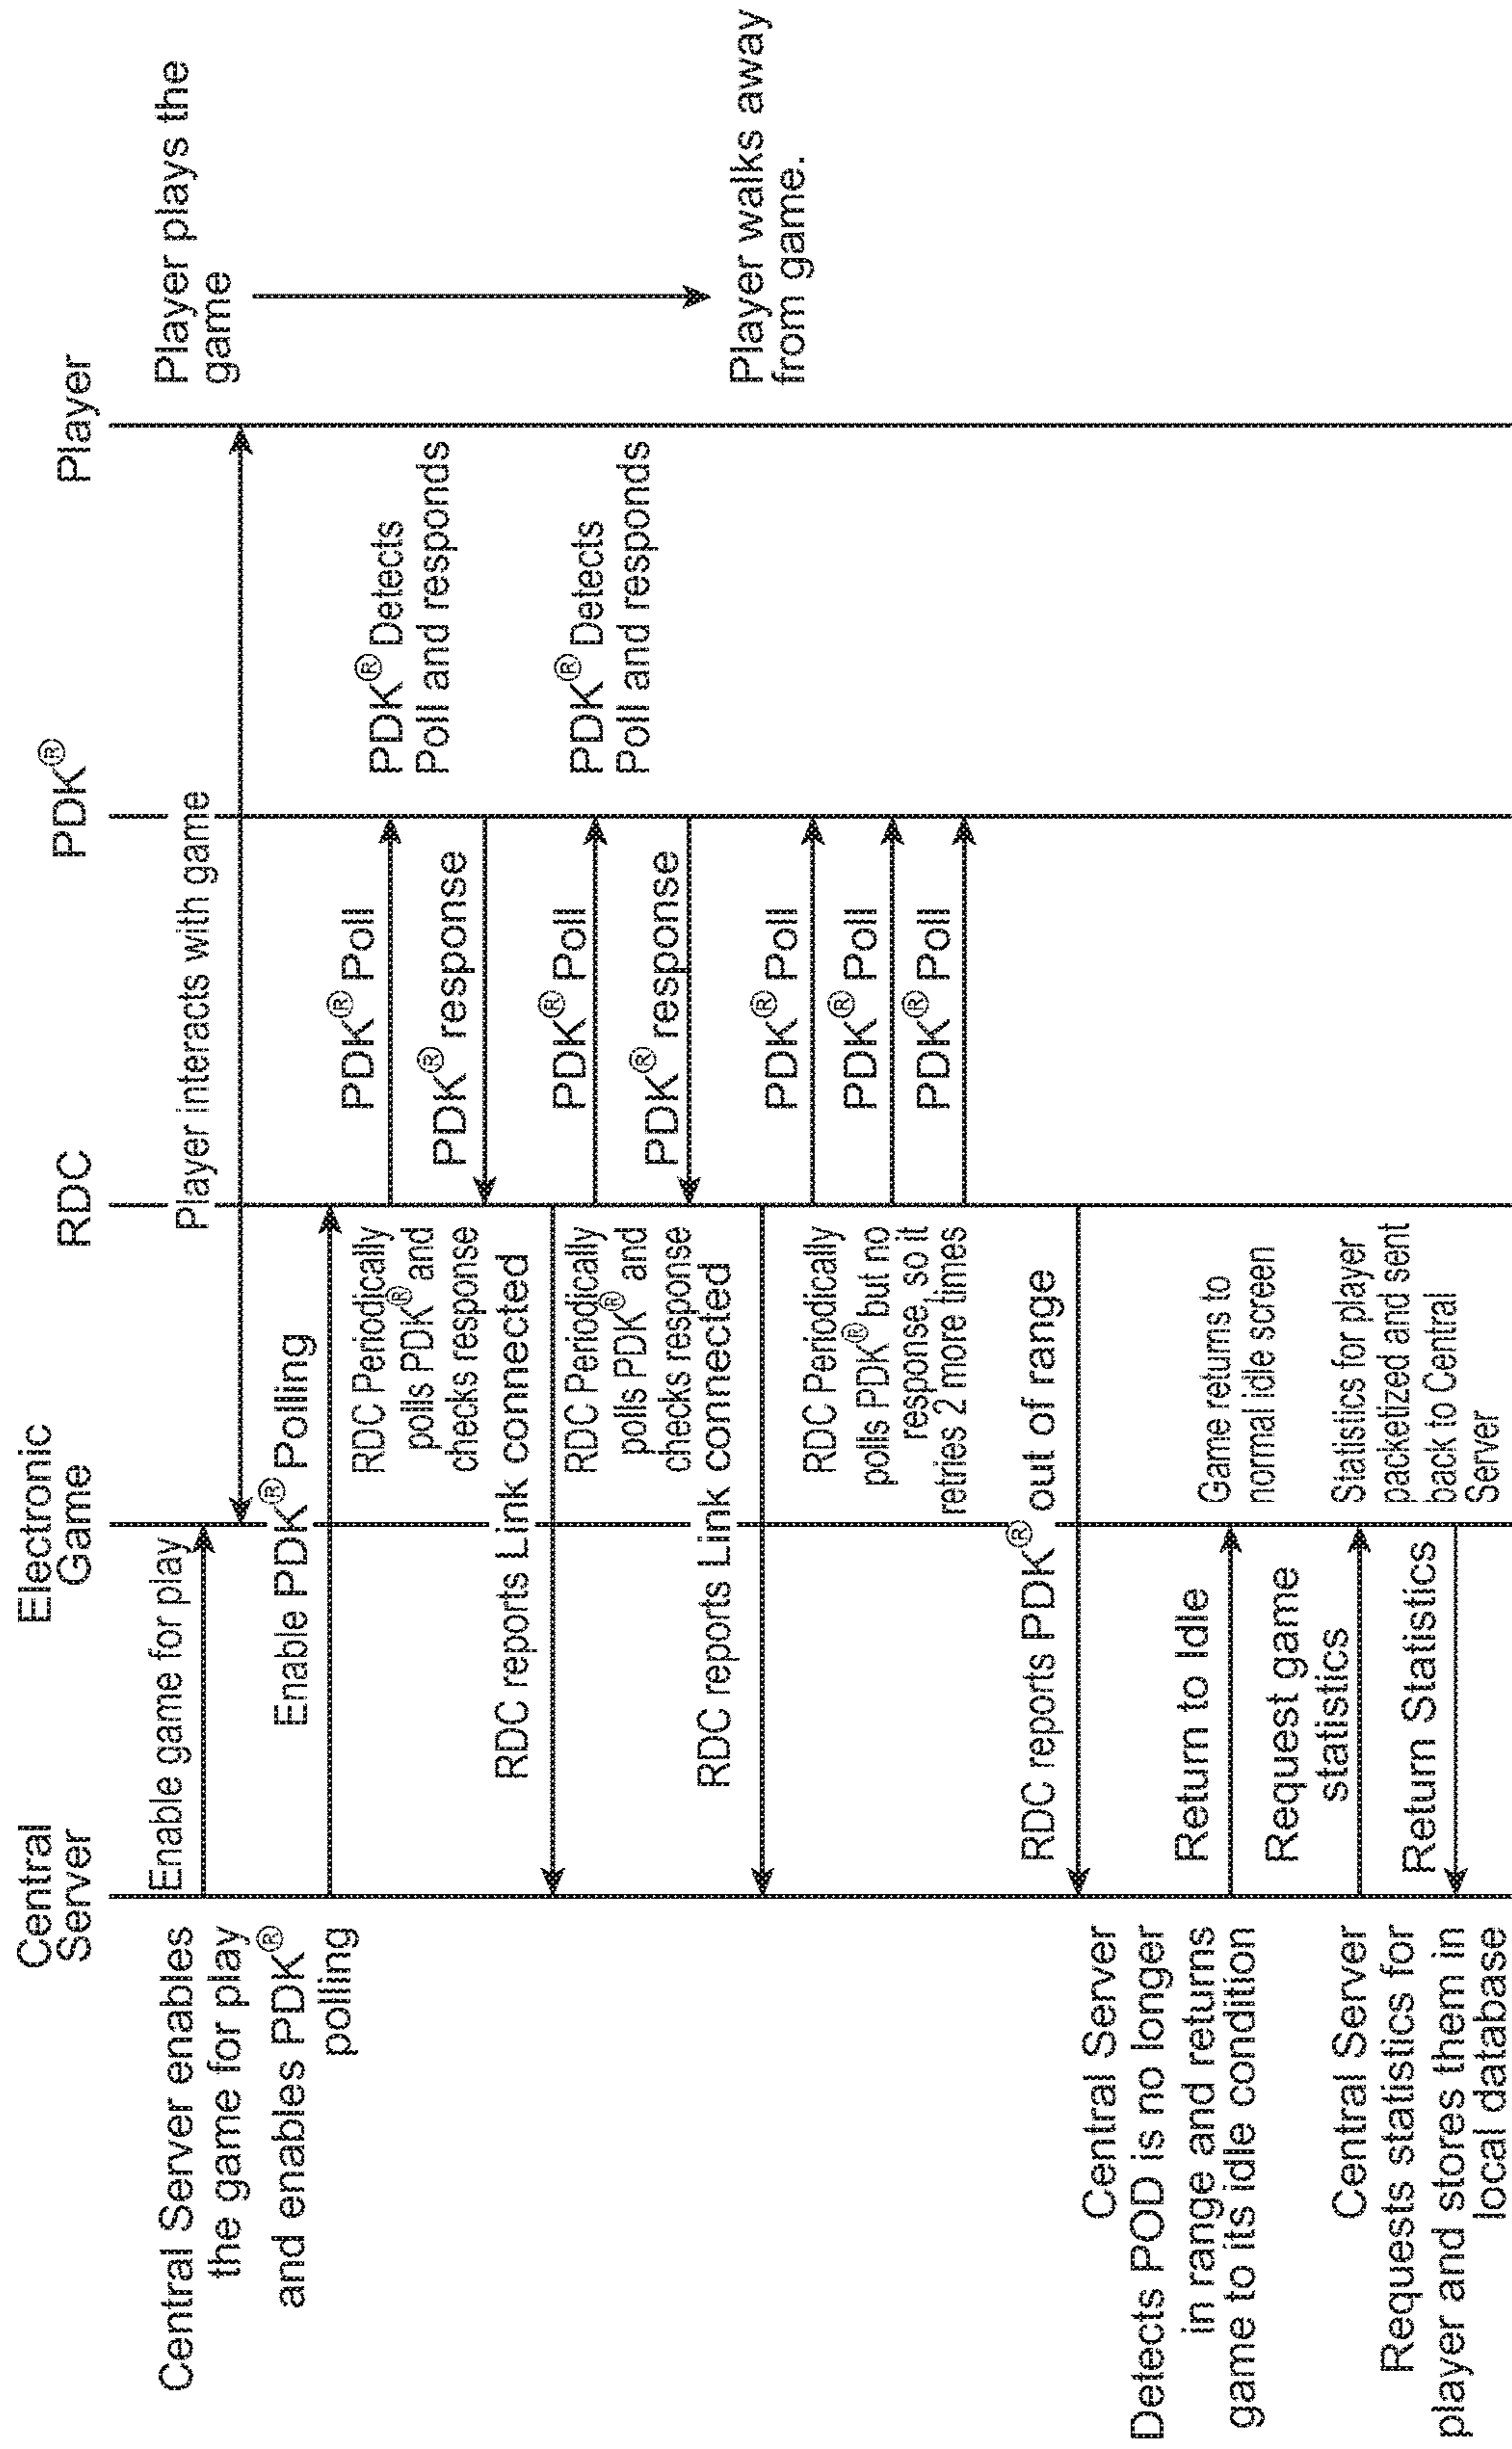 Central
Server
Electronic
Game
RDC
PDK®
Player
Central Server enables
the game for play
and enables PDK®
polling
Enable game for play
Player interacts with game
Player plays the
game
Enable PDK® Polling
RDC Periodically
polls PDK® and
checks response
PDK® Poll
PDK® Detects
Poll and responds
PDK® response
RDC reports Link connected
RDC Periodically
polls PDK® and
checks response
PDK® Poll
PDK® Detects
Poll and responds
PDK® response
RDC reports Link connected
Player walks away
from game.
RDC Periodically
polls PDK® but no
response, so it
retries 2 more times
PDK® Poll
PDK® Poll
PDK® Poll
RDC reports PDK® out of range
Central Server
Detects POD is no longer
in range and returns
game to its idle condition
Return to Idle
Game returns to
normal idle screen
Central Server
Requests statistics for
player and stores them in
local database
Request game
statistics
Statistics for player
packetized and sent
back to Central
Server
Return Statistics